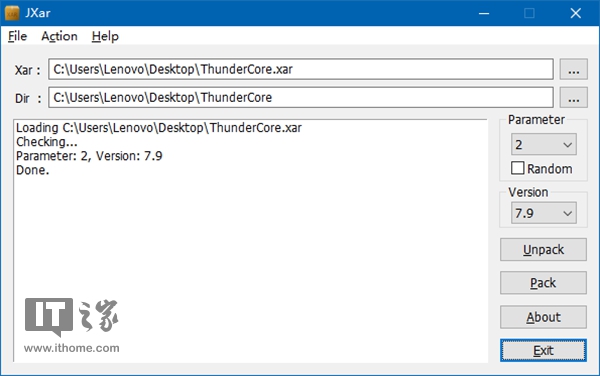 JXar
File Action Help
Xar : C:\Users\Lenovo\Desktop\ThunderCore.xar ...
Dir : C:\Users\Lenovo\Desktop\ThunderCore ...
Loading C:\Users\Lenovo\Desktop\ThunderCore.xar
Checking...
Parameter: 2, Version: 7.9
Done.
Parameter
2
Random
Version
7.9
Unpack
Pack
About
Exit
IT之家
www.ithome.com